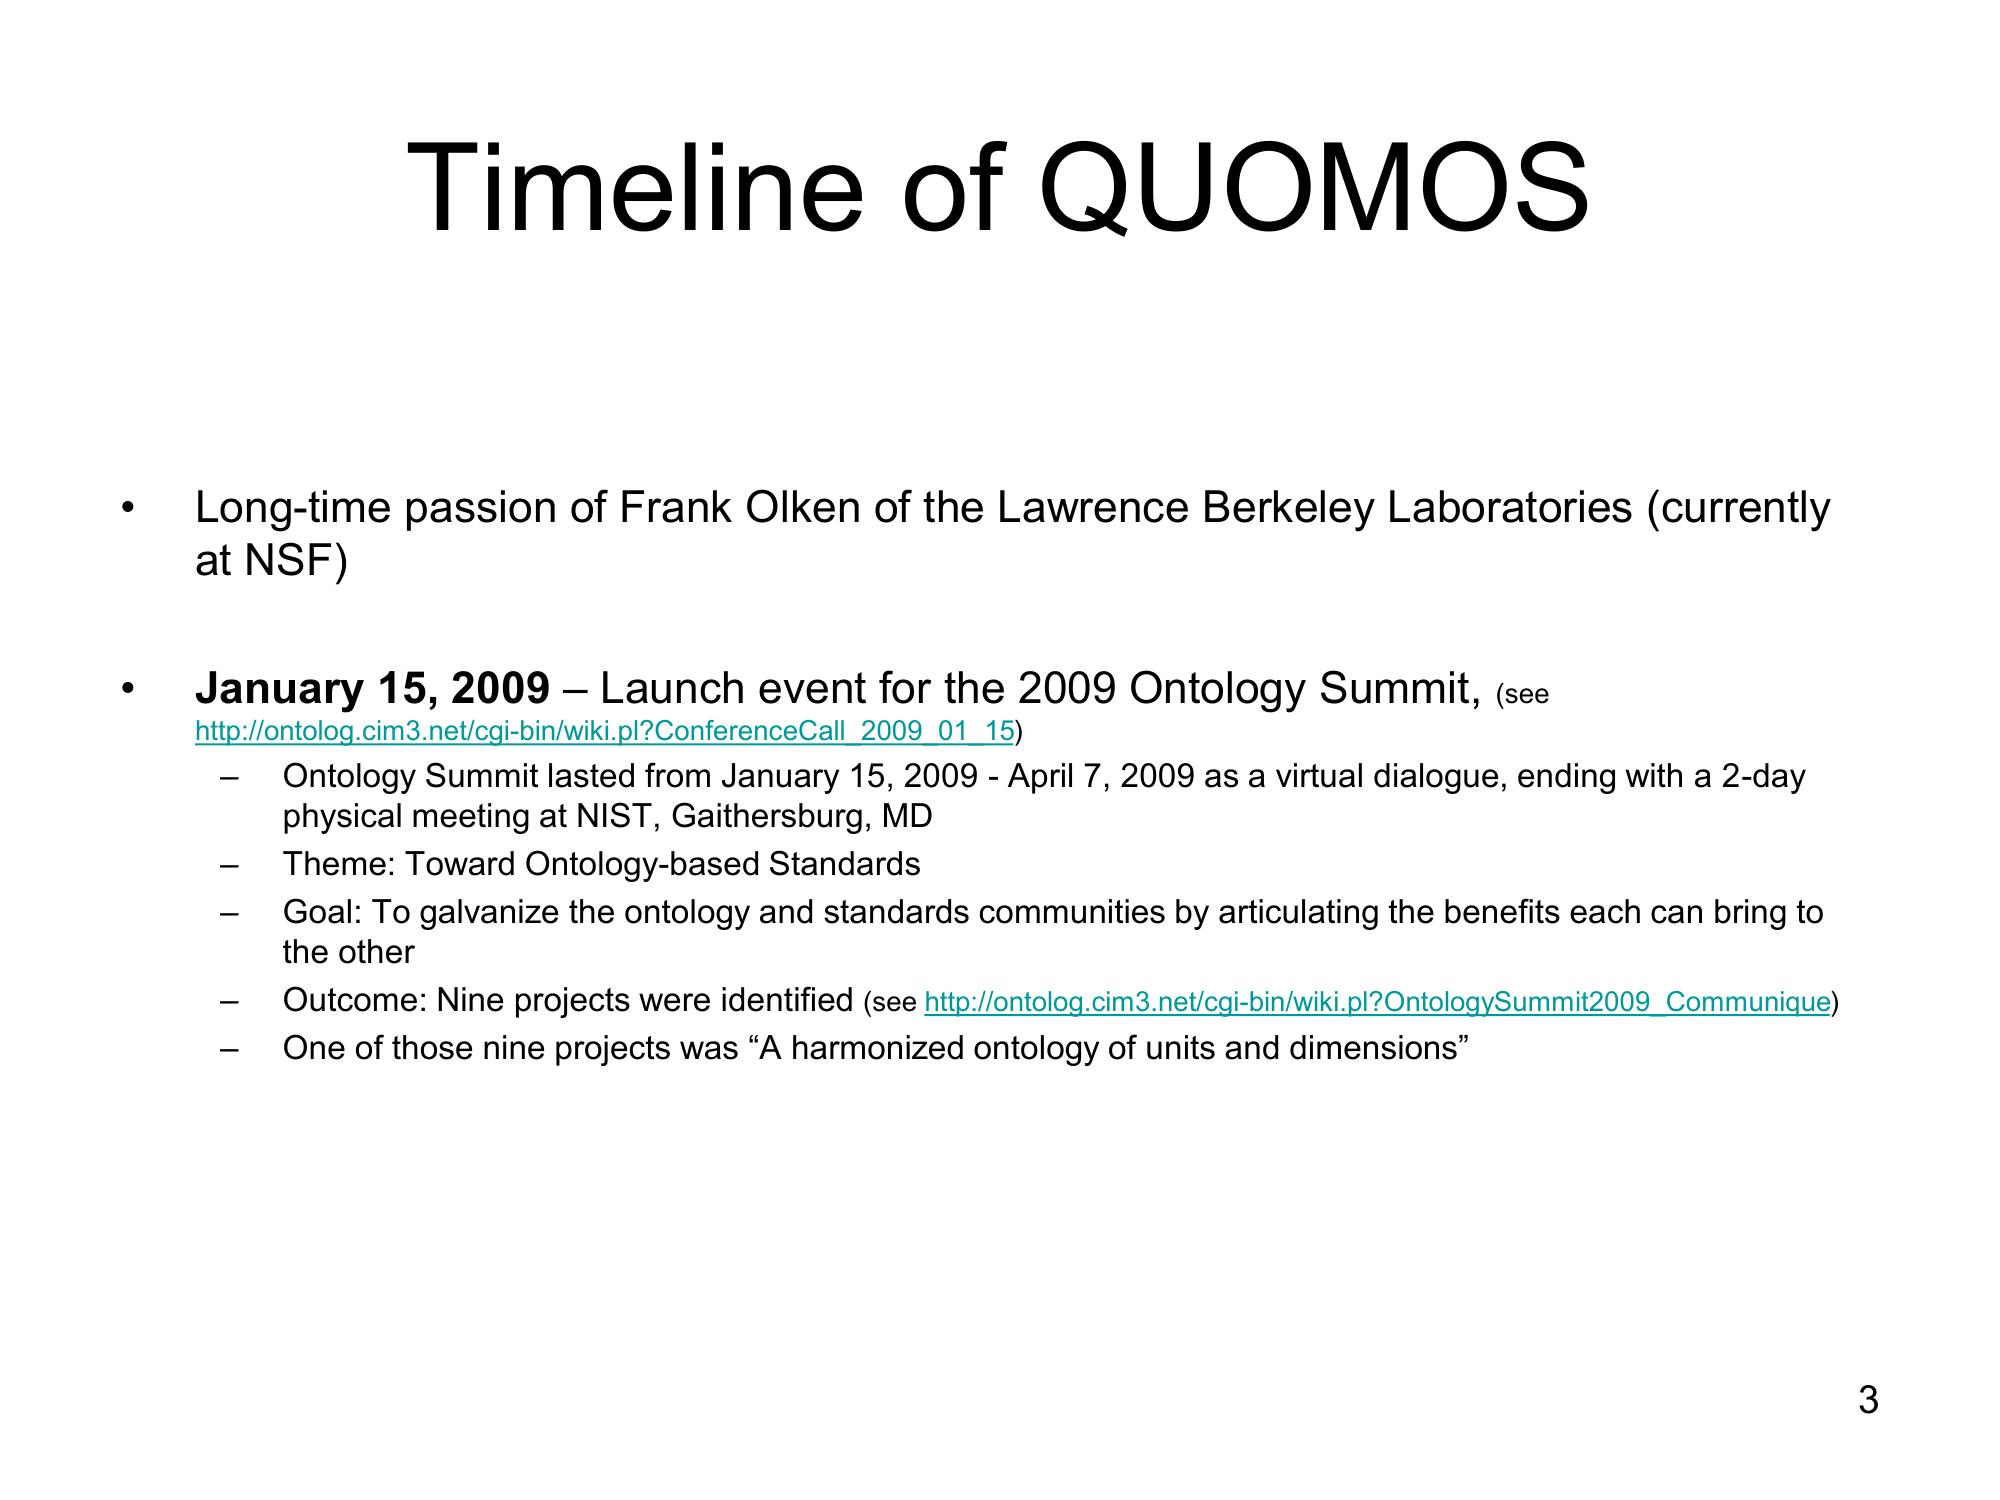 Timeline of QUOMOS
• Long-time passion of Frank Olken of the Lawrence Berkeley Laboratories (currently
at NSF)
• January 15, 2009 – Launch event for the 2009 Ontology Summit, (see
http://ontolog.cim3.net/cgi-bin/wiki.pl?ConferenceCall_2009_01_15)
– Ontology Summit lasted from January 15, 2009 - April 7, 2009 as a virtual dialogue, ending with a 2-day
physical meeting at NIST, Gaithersburg, MD
– Theme: Toward Ontology-based Standards
– Goal: To galvanize the ontology and standards communities by articulating the benefits each can bring to
the other
– Outcome: Nine projects were identified (see http://ontolog.cim3.net/cgi-bin/wiki.pl?OntologySummit2009_Communique)
– One of those nine projects was “A harmonized ontology of units and dimensions”
3